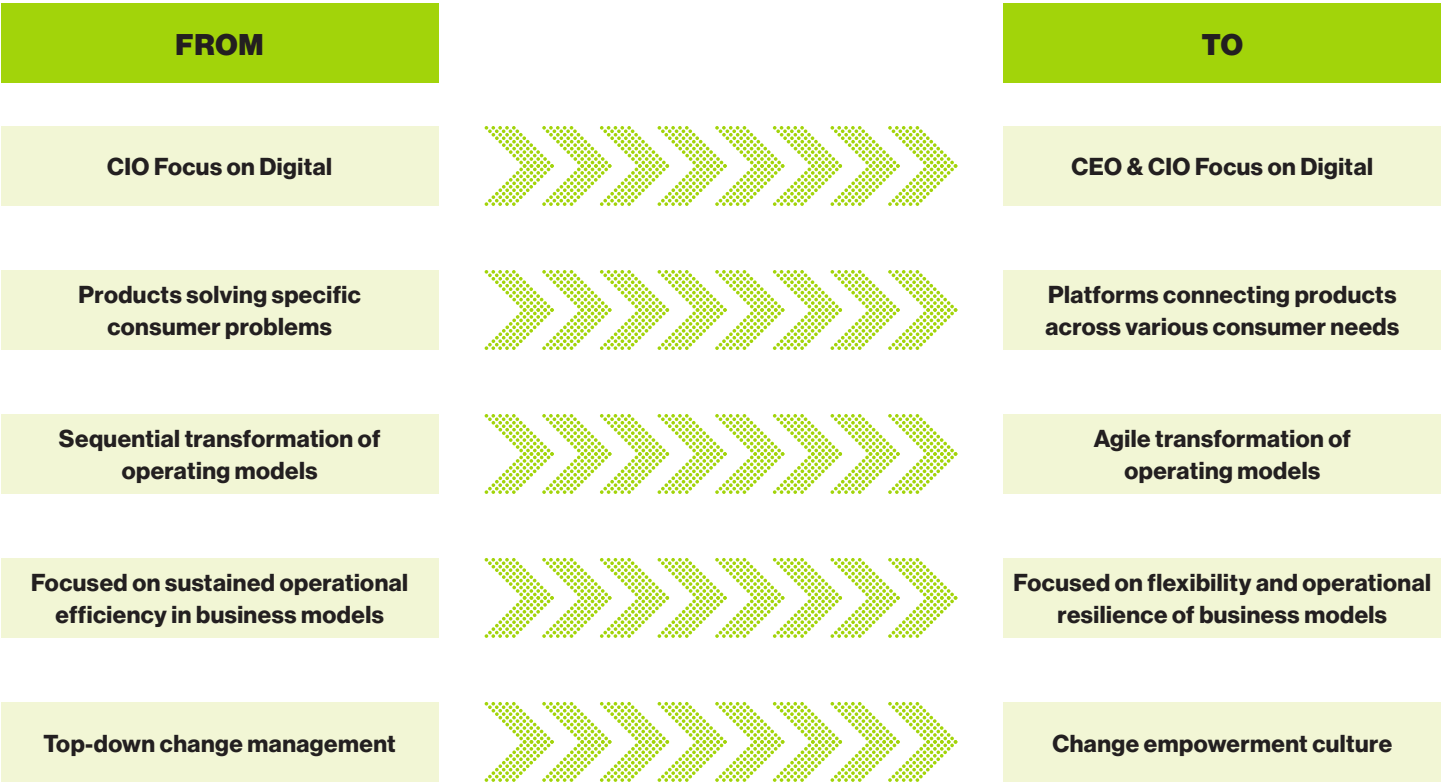 FROM
TO
CIO Focus on Digital
CEO & CIO Focus on Digital
Products solving specific
consumer problems
Platforms connecting products
across various consumer needs
Sequential transformation of
operating models
Agile transformation of
operating models
Focused on sustained operational
efficiency in business models
Focused on flexibility and operational
resilience of business models
Top-down change management
Change empowerment culture